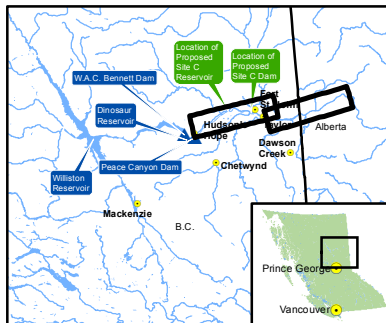 Location of
Proposed
Site C
Reservoir
Location of
Proposed
Site C Dam
W.A.C. Bennett Dam
Dinosaur
Reservoir
Fort
Hope
Alberta
Dawson
Creek
Peace Canyon Dam
Chetwynd
Williston
Reservoir
Mackenzie
B.C.
Prince George
Vancouver